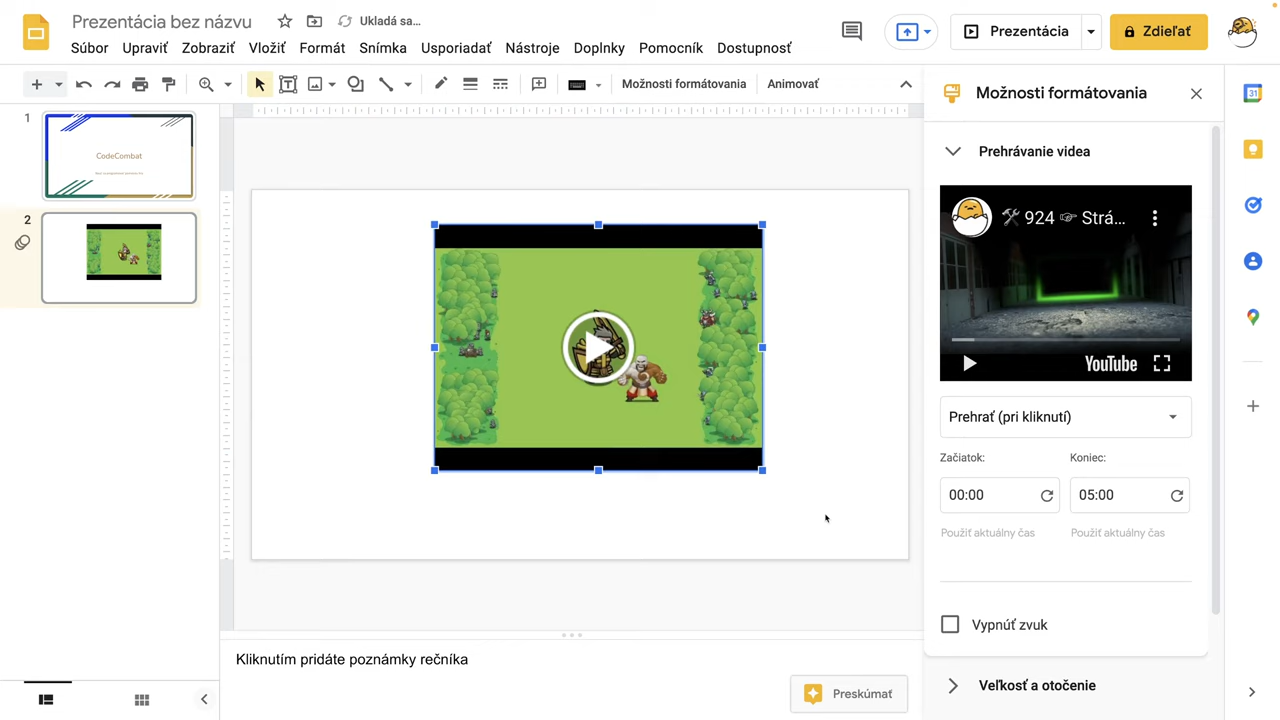 Prezentácia bez názvu
Ukladá sa…
Súbor Upraviť Zobraziť Vložiť Formát Snímka Usporiadať Nástroje Doplnky Pomocník Dostupnosť
Prezentácia
Zdieľať
Možnosti formátovania Animovať
1
CodeCombat
2
Možnosti formátovania
Prehrávanie videa
924 Strá...
YouTube
Prehrať (pri kliknutí)
Začiatok: Koniec:
00:00 05:00
Použiť aktuálny čas Použiť aktuálny čas
Vypnúť zvuk
Veľkosť a otočenie
Kliknutím pridáte poznámky rečníka
Preskúmať
31